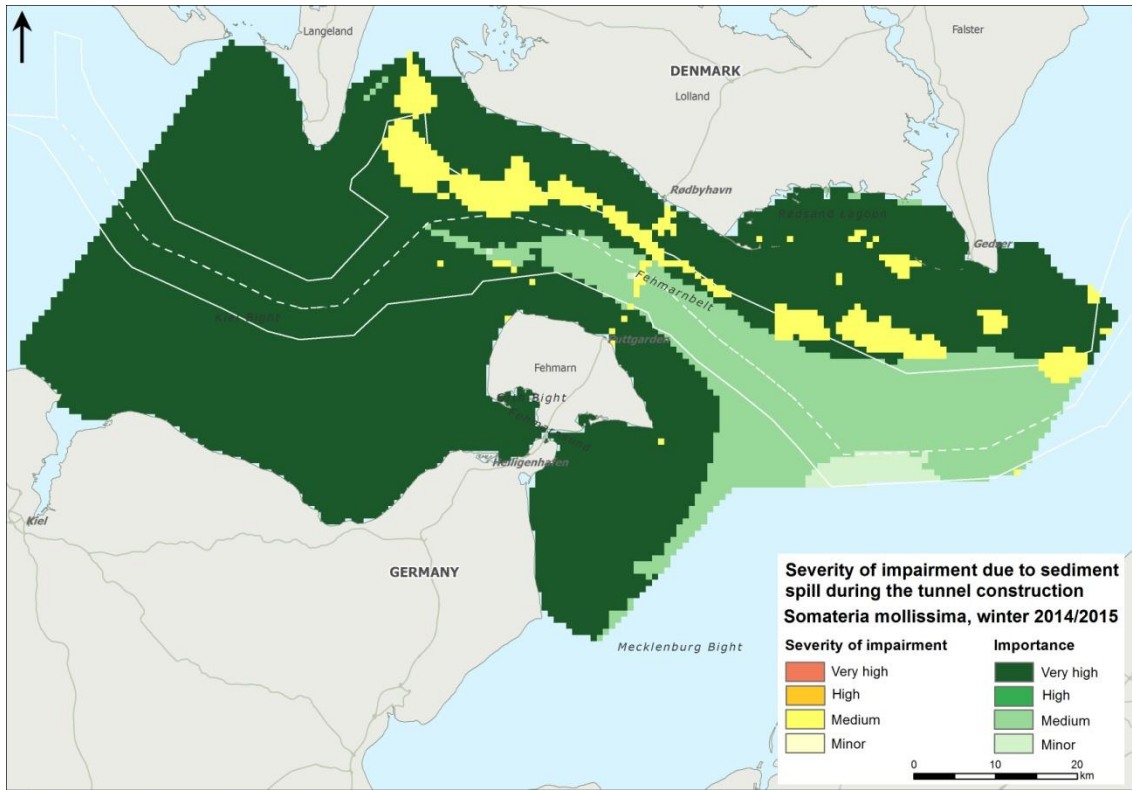 Langeland
Falster
DENMARK
Lolland
Rødbyhavn
Rødsand Lagoon
Gedser
Fehmarnbelt
Kiel Bight
Puttgarden
Fehmarn
Bight
Fehmarnsund
Heiligenhafen
Kiel
GERMANY
Mecklenburg Bight
Severity of impairment due to sediment
spill during the tunnel construction
Somateria mollissima, winter 2014/2015
Severity of impairment
Very high
High
Medium
Minor
Importance
Very high
High
Medium
Minor
0 10 20
km